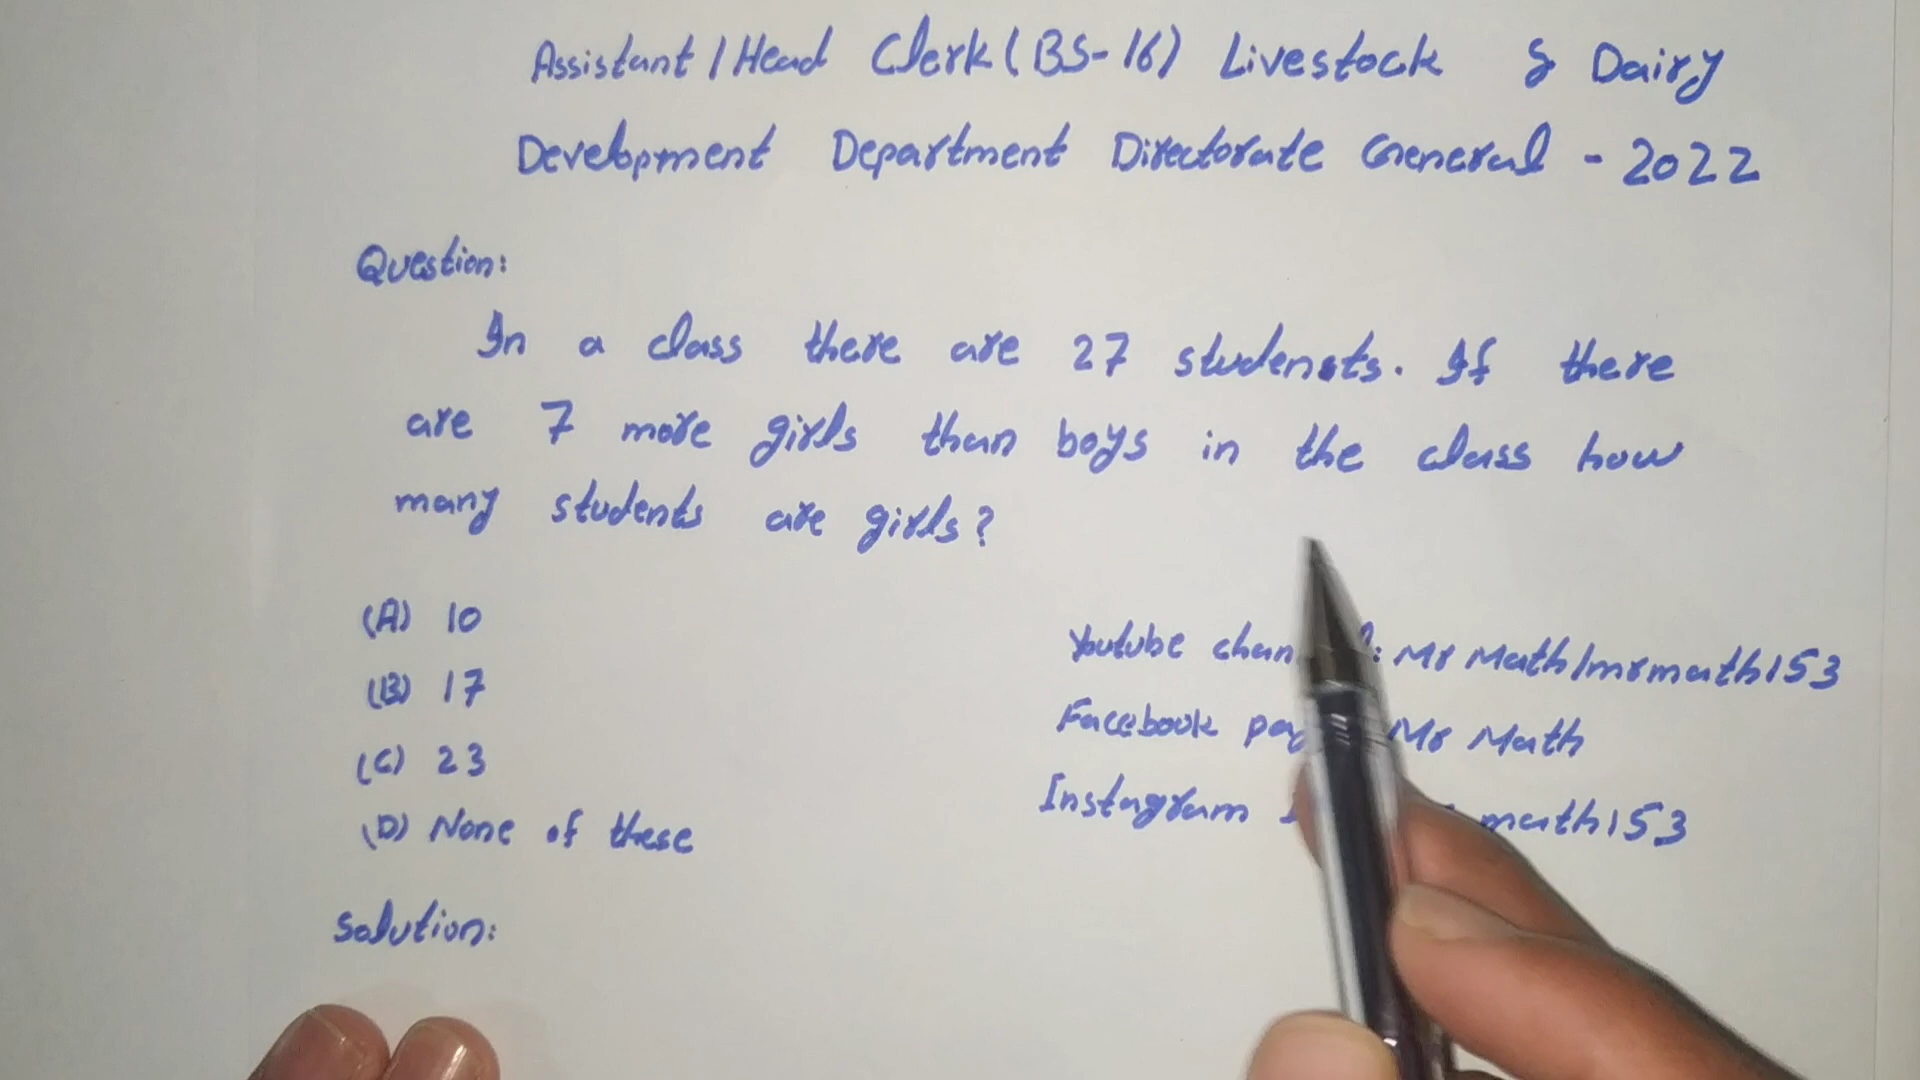 Assistant/Head Clerk (BS-16) Livestock & Dairy
Development Department Directorate General - 2022
Question:
In a class there are 27 students. If there
are 7 more girls than boys in the class how
many students are girls?
(A) 10
(B) 17
(C) 23
(D) None of these
Youtube Mr Math/mrmath153
Facebook Mr Math
Instagram math153
Solution: